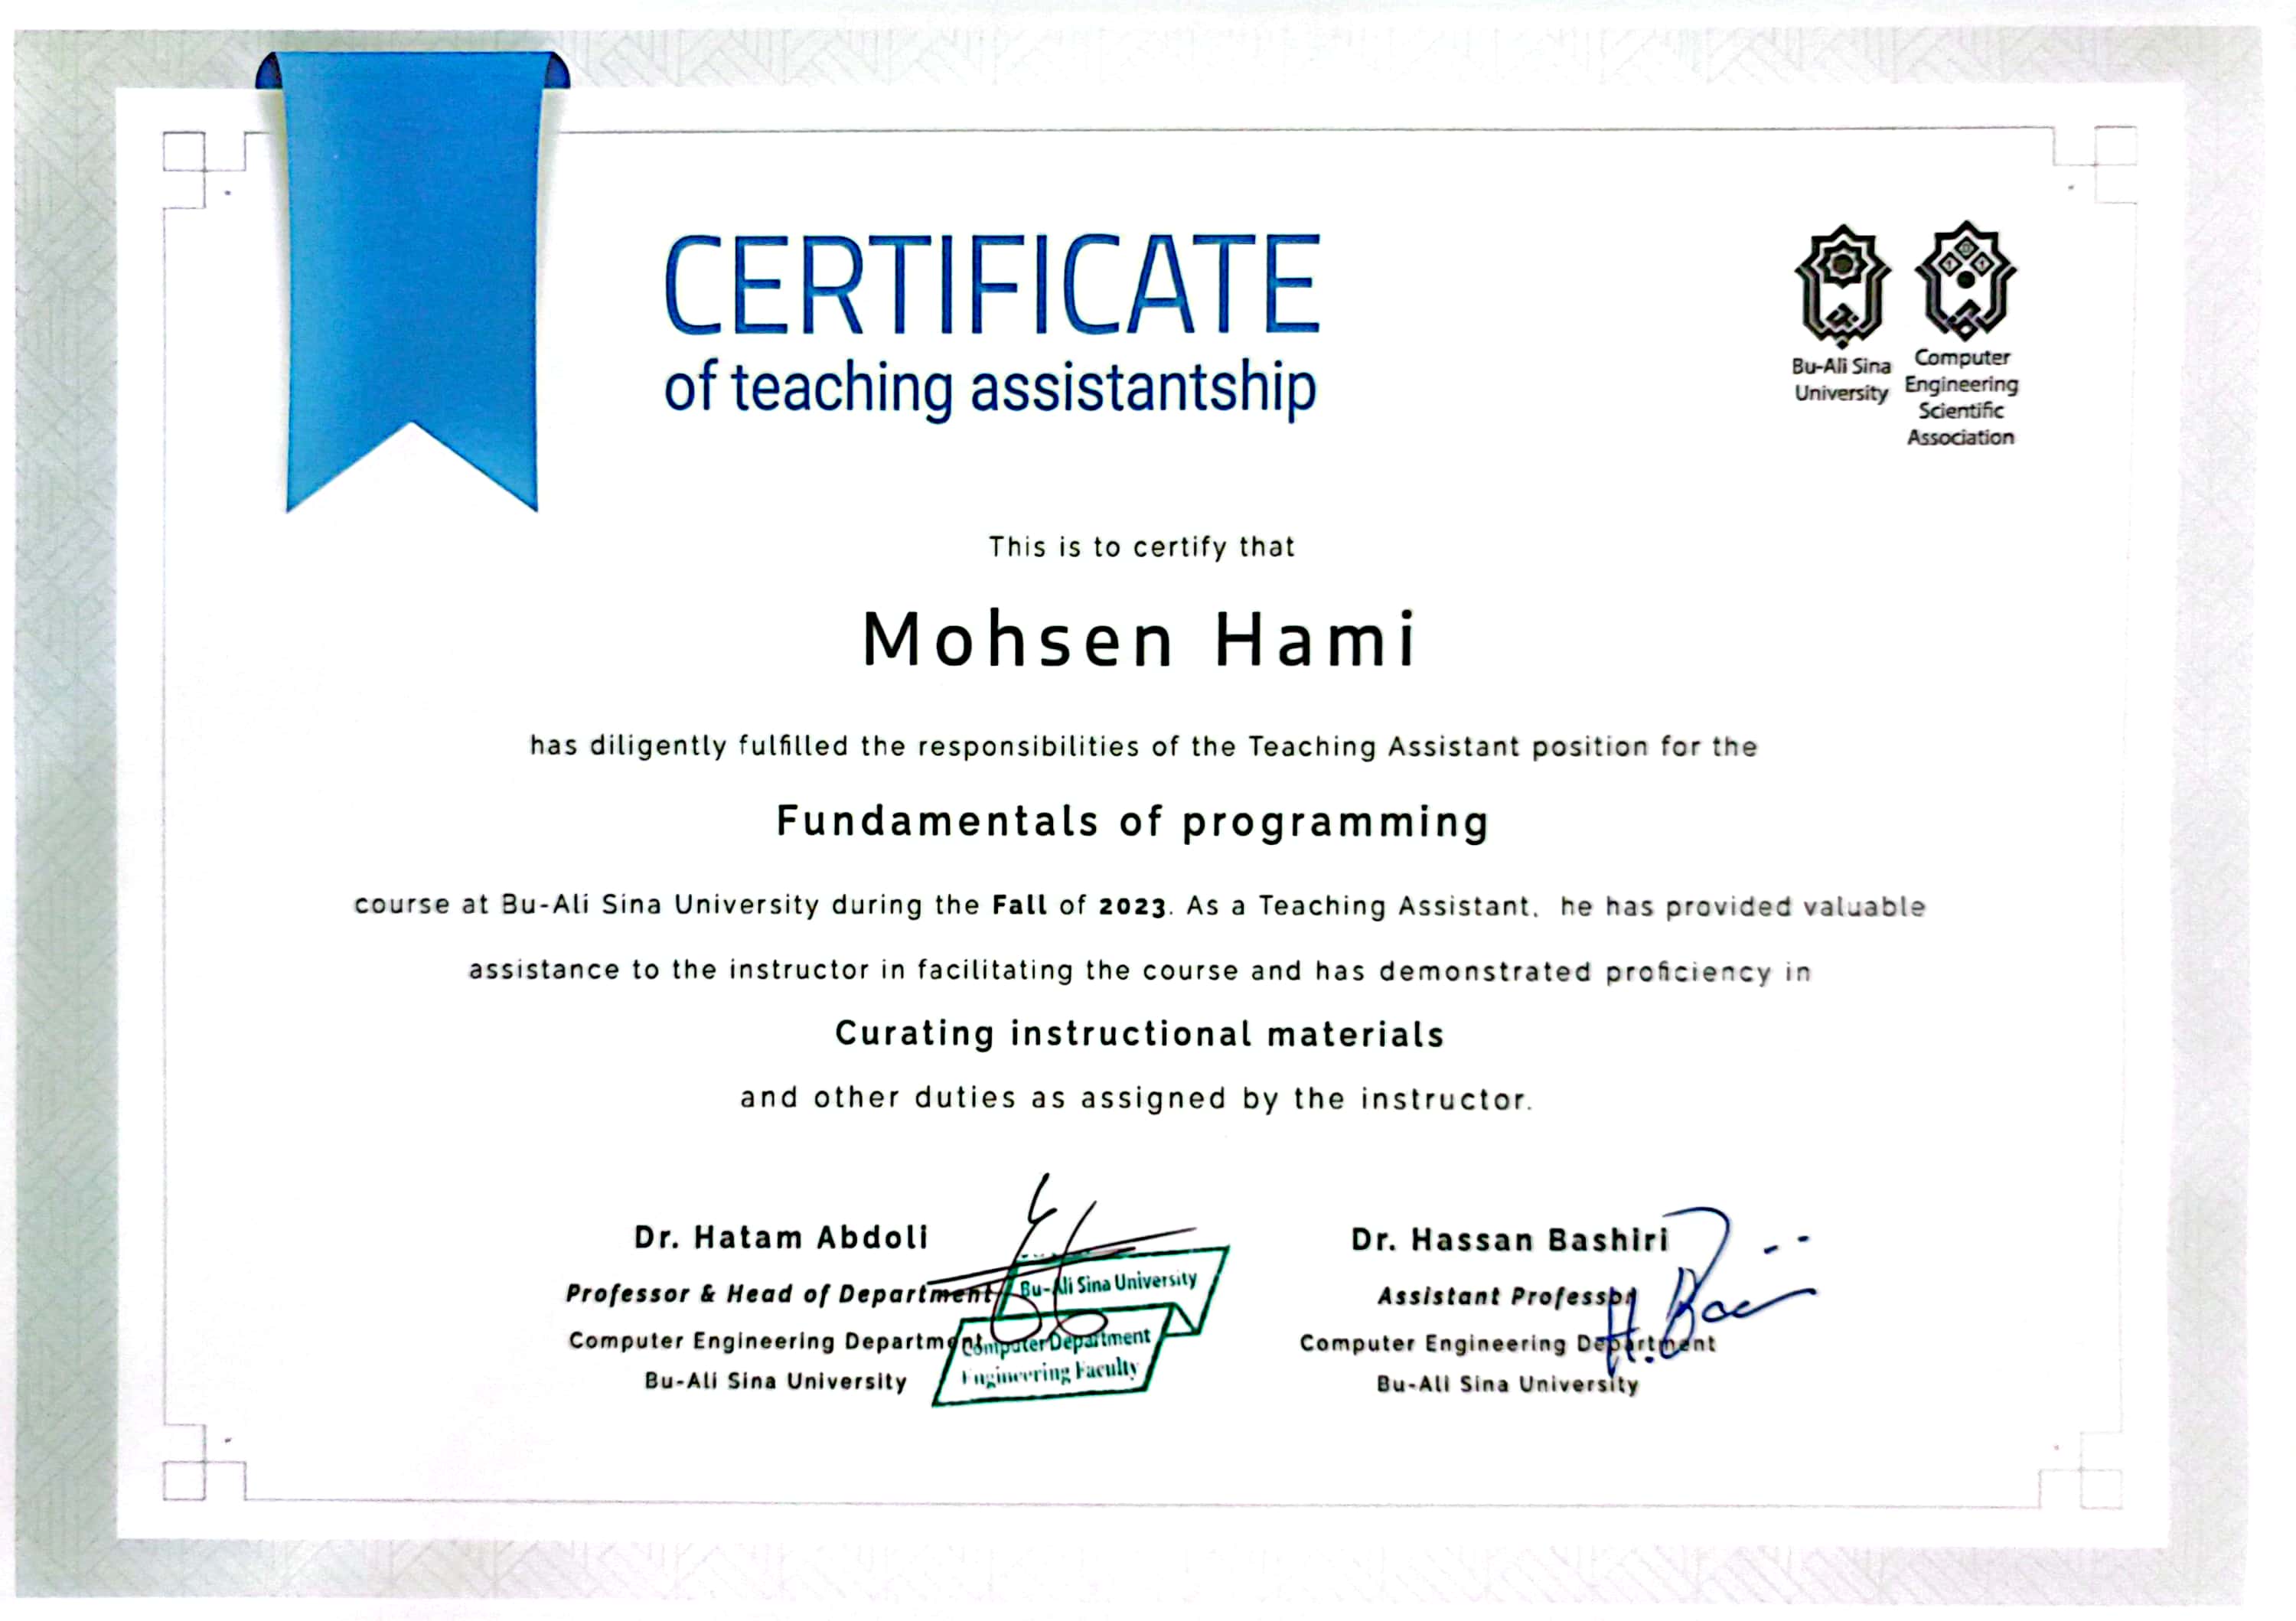 CERTIFICATE
of teaching assistantship
Bu-Ali Sina
University
Computer
Engineering
Scientific
Association
This is to certify that
Mohsen Hami
has diligently fulfilled the responsibilities of the Teaching Assistant position for the
Fundamentals of programming
course at Bu-Ali Sina University during the Fall of 2023. As a Teaching Assistant, he has provided valuable
assistance to the instructor in facilitating the course and has demonstrated proficiency in
Curating instructional materials
and other duties as assigned by the instructor.
Dr. Hatam Abdoli
Professor & Head of Department
Computer Engineering Department
Bu-Ali Sina University
Bu-Ali Sina University
Computer Department
Engineering Faculty
Dr. Hassan Bashiri
Assistant Professor
Computer Engineering Department
Bu-Ali Sina University